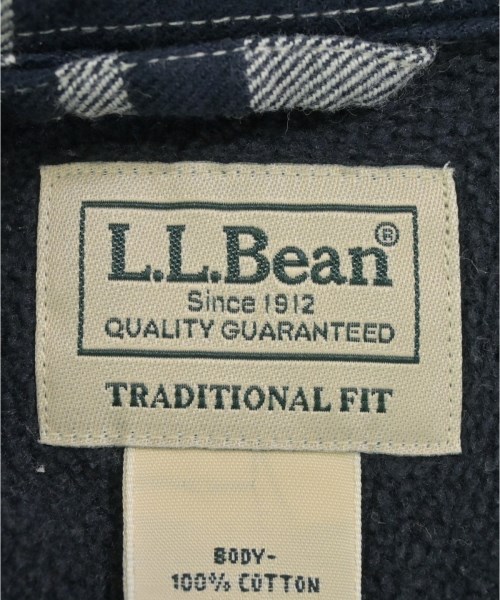 L.L.Bean®
Since 1912
QUALITY GUARANTEED
TRADITIONAL FIT
BODY-
100% COTTON